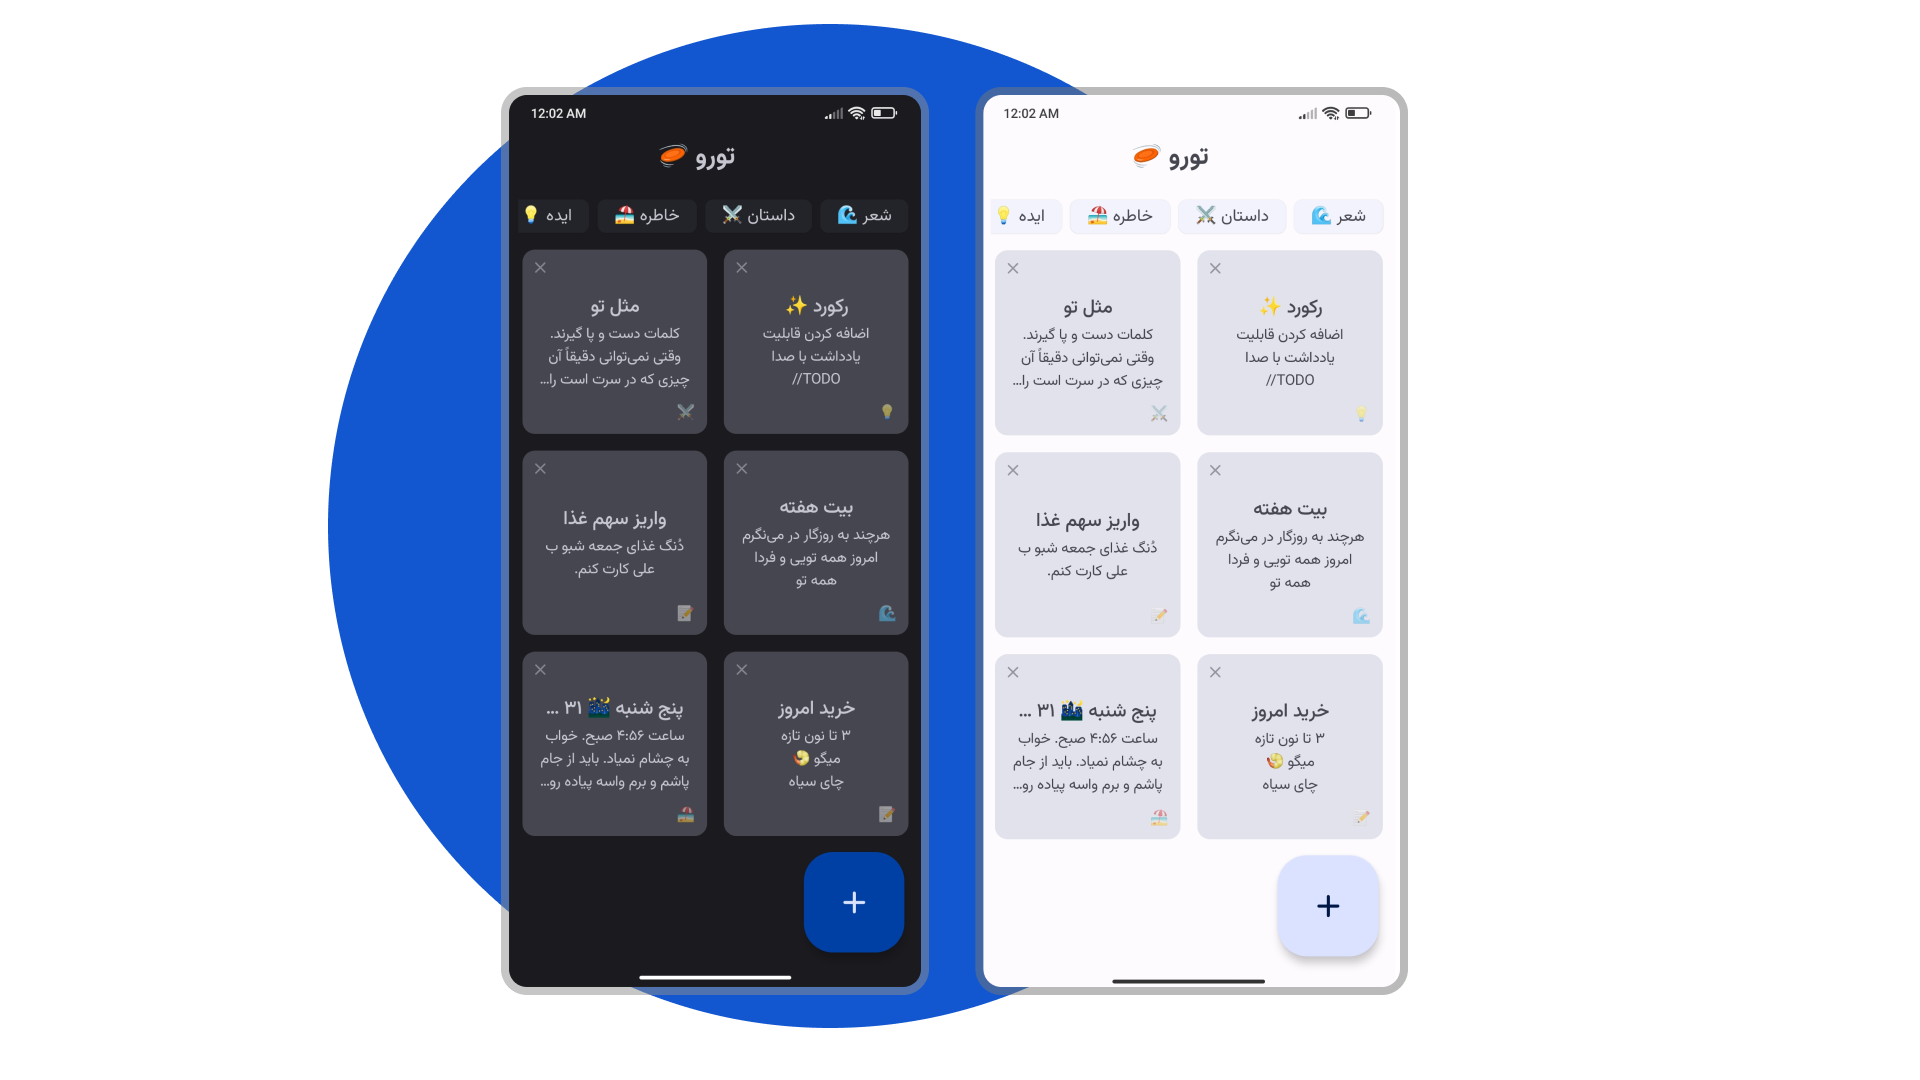 12:02 AM
تورو
شعر 🌊
داستان ⚔️
خاطره 🏖️
ایده 💡
رکورد ✨
اضافه کردن قابلیت
یادداشت با صدا
//TODO
💡
مثل تو
کلمات دست و پا گیرند.
وقتی نمی‌توانی دقیقاً آن
چیزی که در سرت است را...
⚔️
بیت هفته
هرچند به روزگار در می‌نگرم
امروز همه تویی و فردا
همه تو
🌊
واریز سهم غذا
دُنگ غذای جمعه شبو ب
علی کارت کنم.
📝
خرید امروز
۳ تا نون تازه
میگو 🍤
چای سیاه
📝
پنج شنبه 🌃 ۳۱ ...
ساعت ۴:۵۶ صبح. خواب
به چشام نمیاد. باید از جام
پاشم و برم واسه پیاده رو...
🏖️
12:02 AM
تورو
شعر 🌊
داستان ⚔️
خاطره 🏖️
ایده 💡
رکورد ✨
اضافه کردن قابلیت
یادداشت با صدا
//TODO
💡
مثل تو
کلمات دست و پا گیرند.
وقتی نمی‌توانی دقیقاً آن
چیزی که در سرت است را...
⚔️
بیت هفته
هرچند به روزگار در می‌نگرم
امروز همه تویی و فردا
همه تو
🌊
واریز سهم غذا
دُنگ غذای جمعه شبو ب
علی کارت کنم.
📝
خرید امروز
۳ تا نون تازه
میگو 🍤
چای سیاه
📝
پنج شنبه 🌃 ۳۱ ...
ساعت ۴:۵۶ صبح. خواب
به چشام نمیاد. باید از جام
پاشم و برم واسه پیاده رو...
🏖️